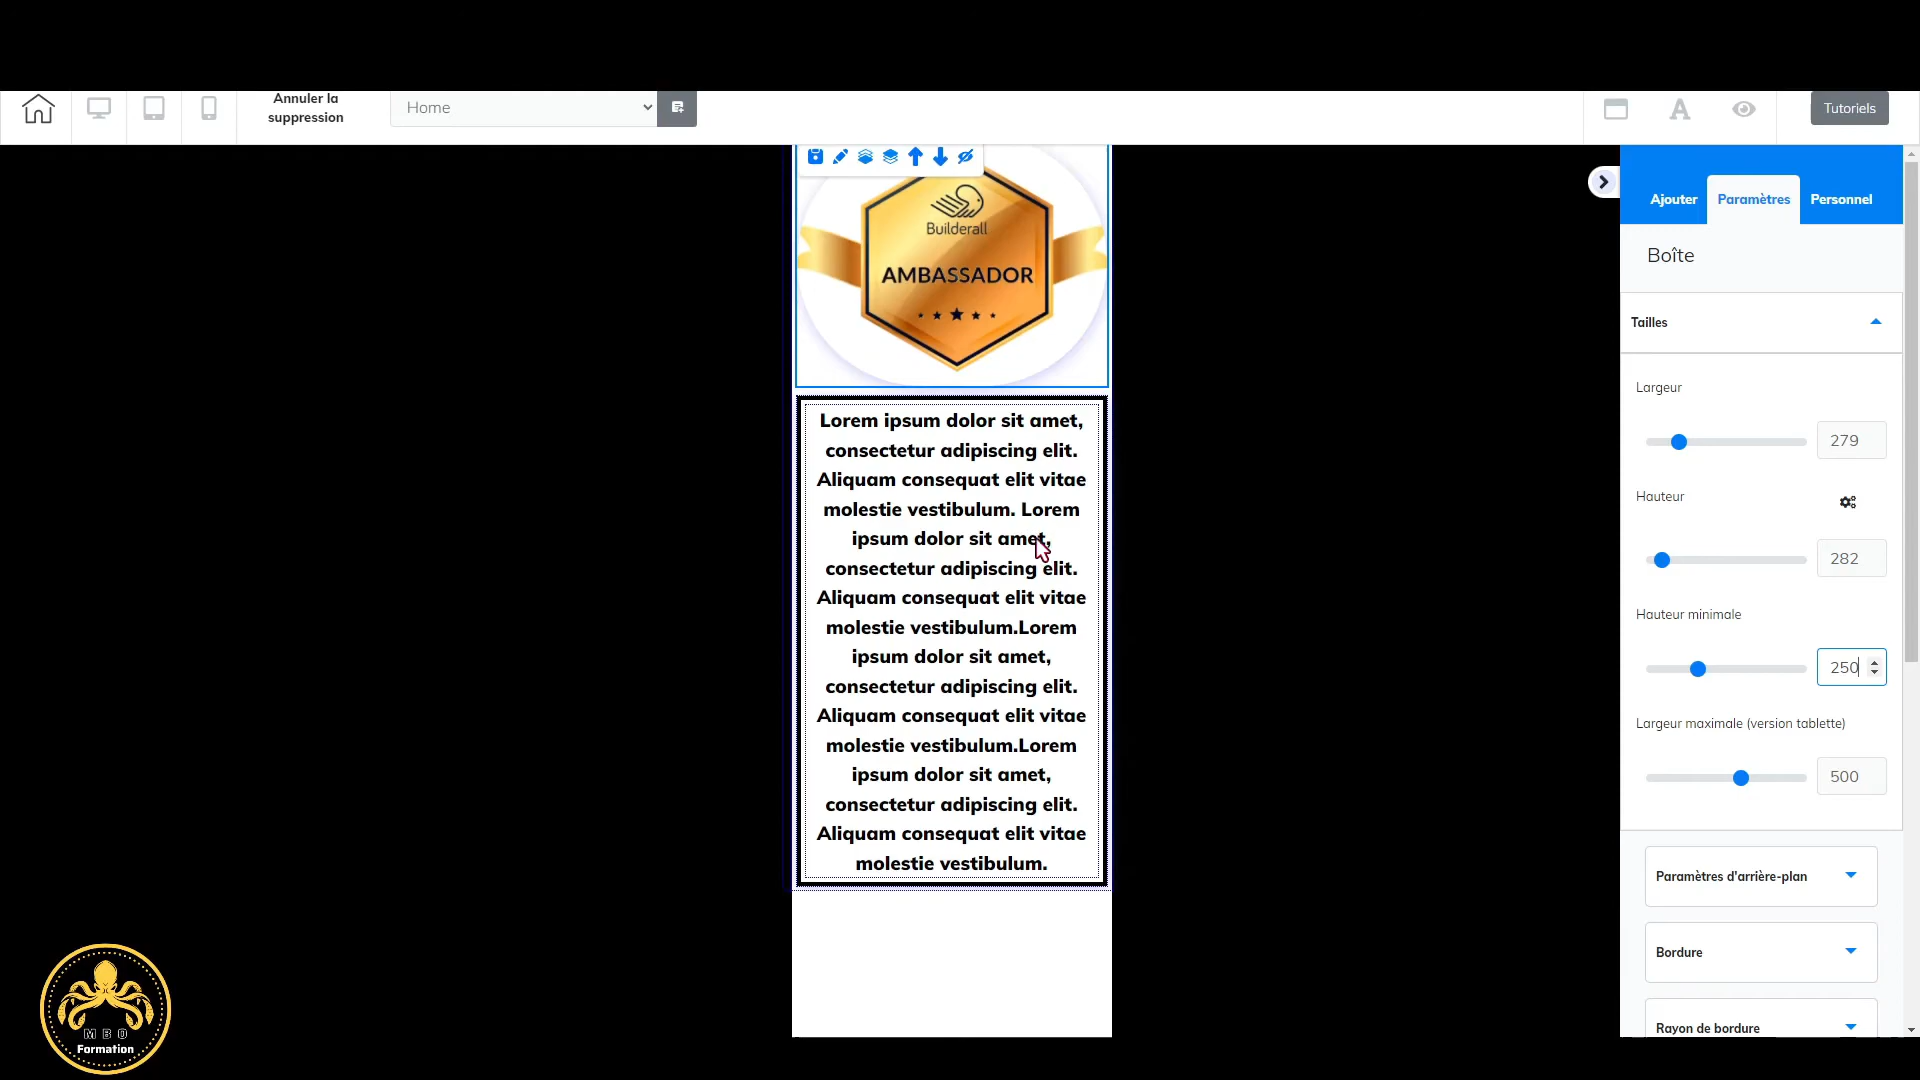 Annuler la
suppression
Home
Tutoriels
Ajouter
Paramètres
Personnel
Boîte
Tailles
Largeur
279
Hauteur
282
Hauteur minimale
250
Largeur maximale (version tablette)
500
Paramètres d'arrière-plan
Bordure
Rayon de bordure
Builderall
AMBASSADOR
Lorem ipsum dolor sit amet,
consectetur adipiscing elit.
Aliquam consequat elit vitae
molestie vestibulum. Lorem
ipsum dolor sit amet,
consectetur adipiscing elit.
Aliquam consequat elit vitae
molestie vestibulum.Lorem
ipsum dolor sit amet,
consectetur adipiscing elit.
Aliquam consequat elit vitae
molestie vestibulum.Lorem
ipsum dolor sit amet,
consectetur adipiscing elit.
Aliquam consequat elit vitae
molestie vestibulum.
MBO
Formation